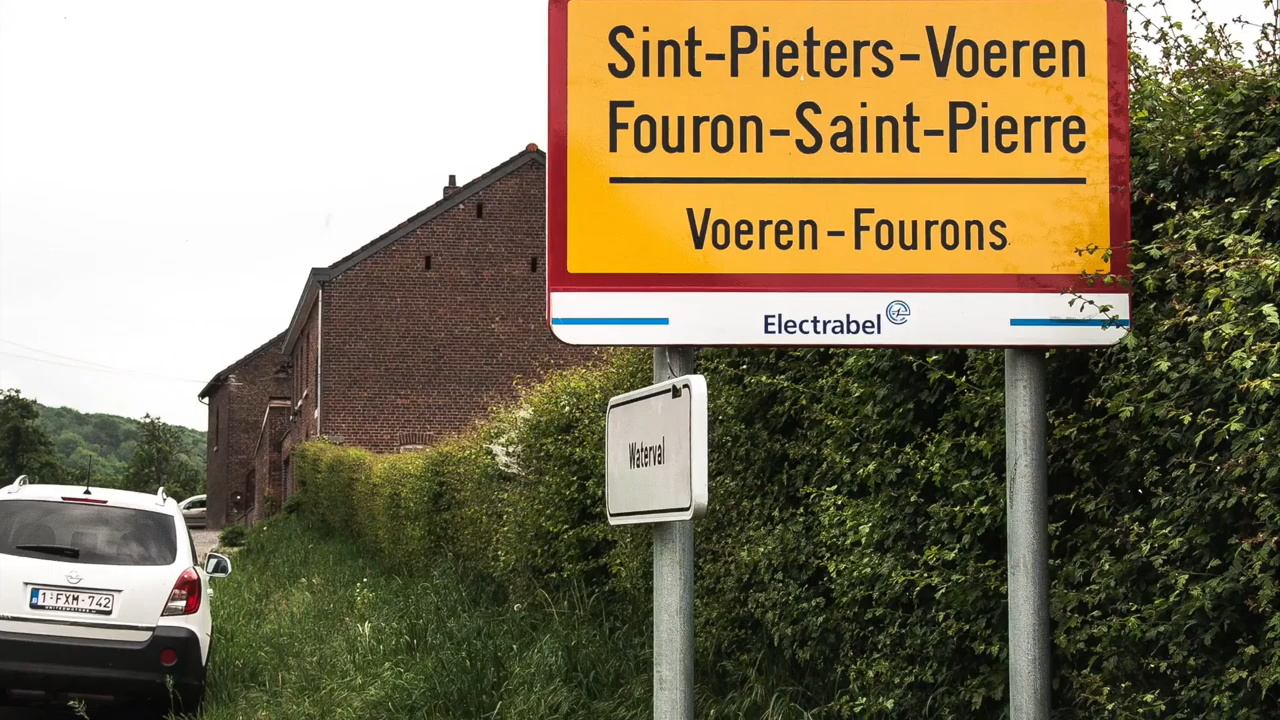 Sint-Pieters-Voeren
Fouron-Saint-Pierre
Voeren-Fourons
Electrabel
Waterval
1-FXM-742